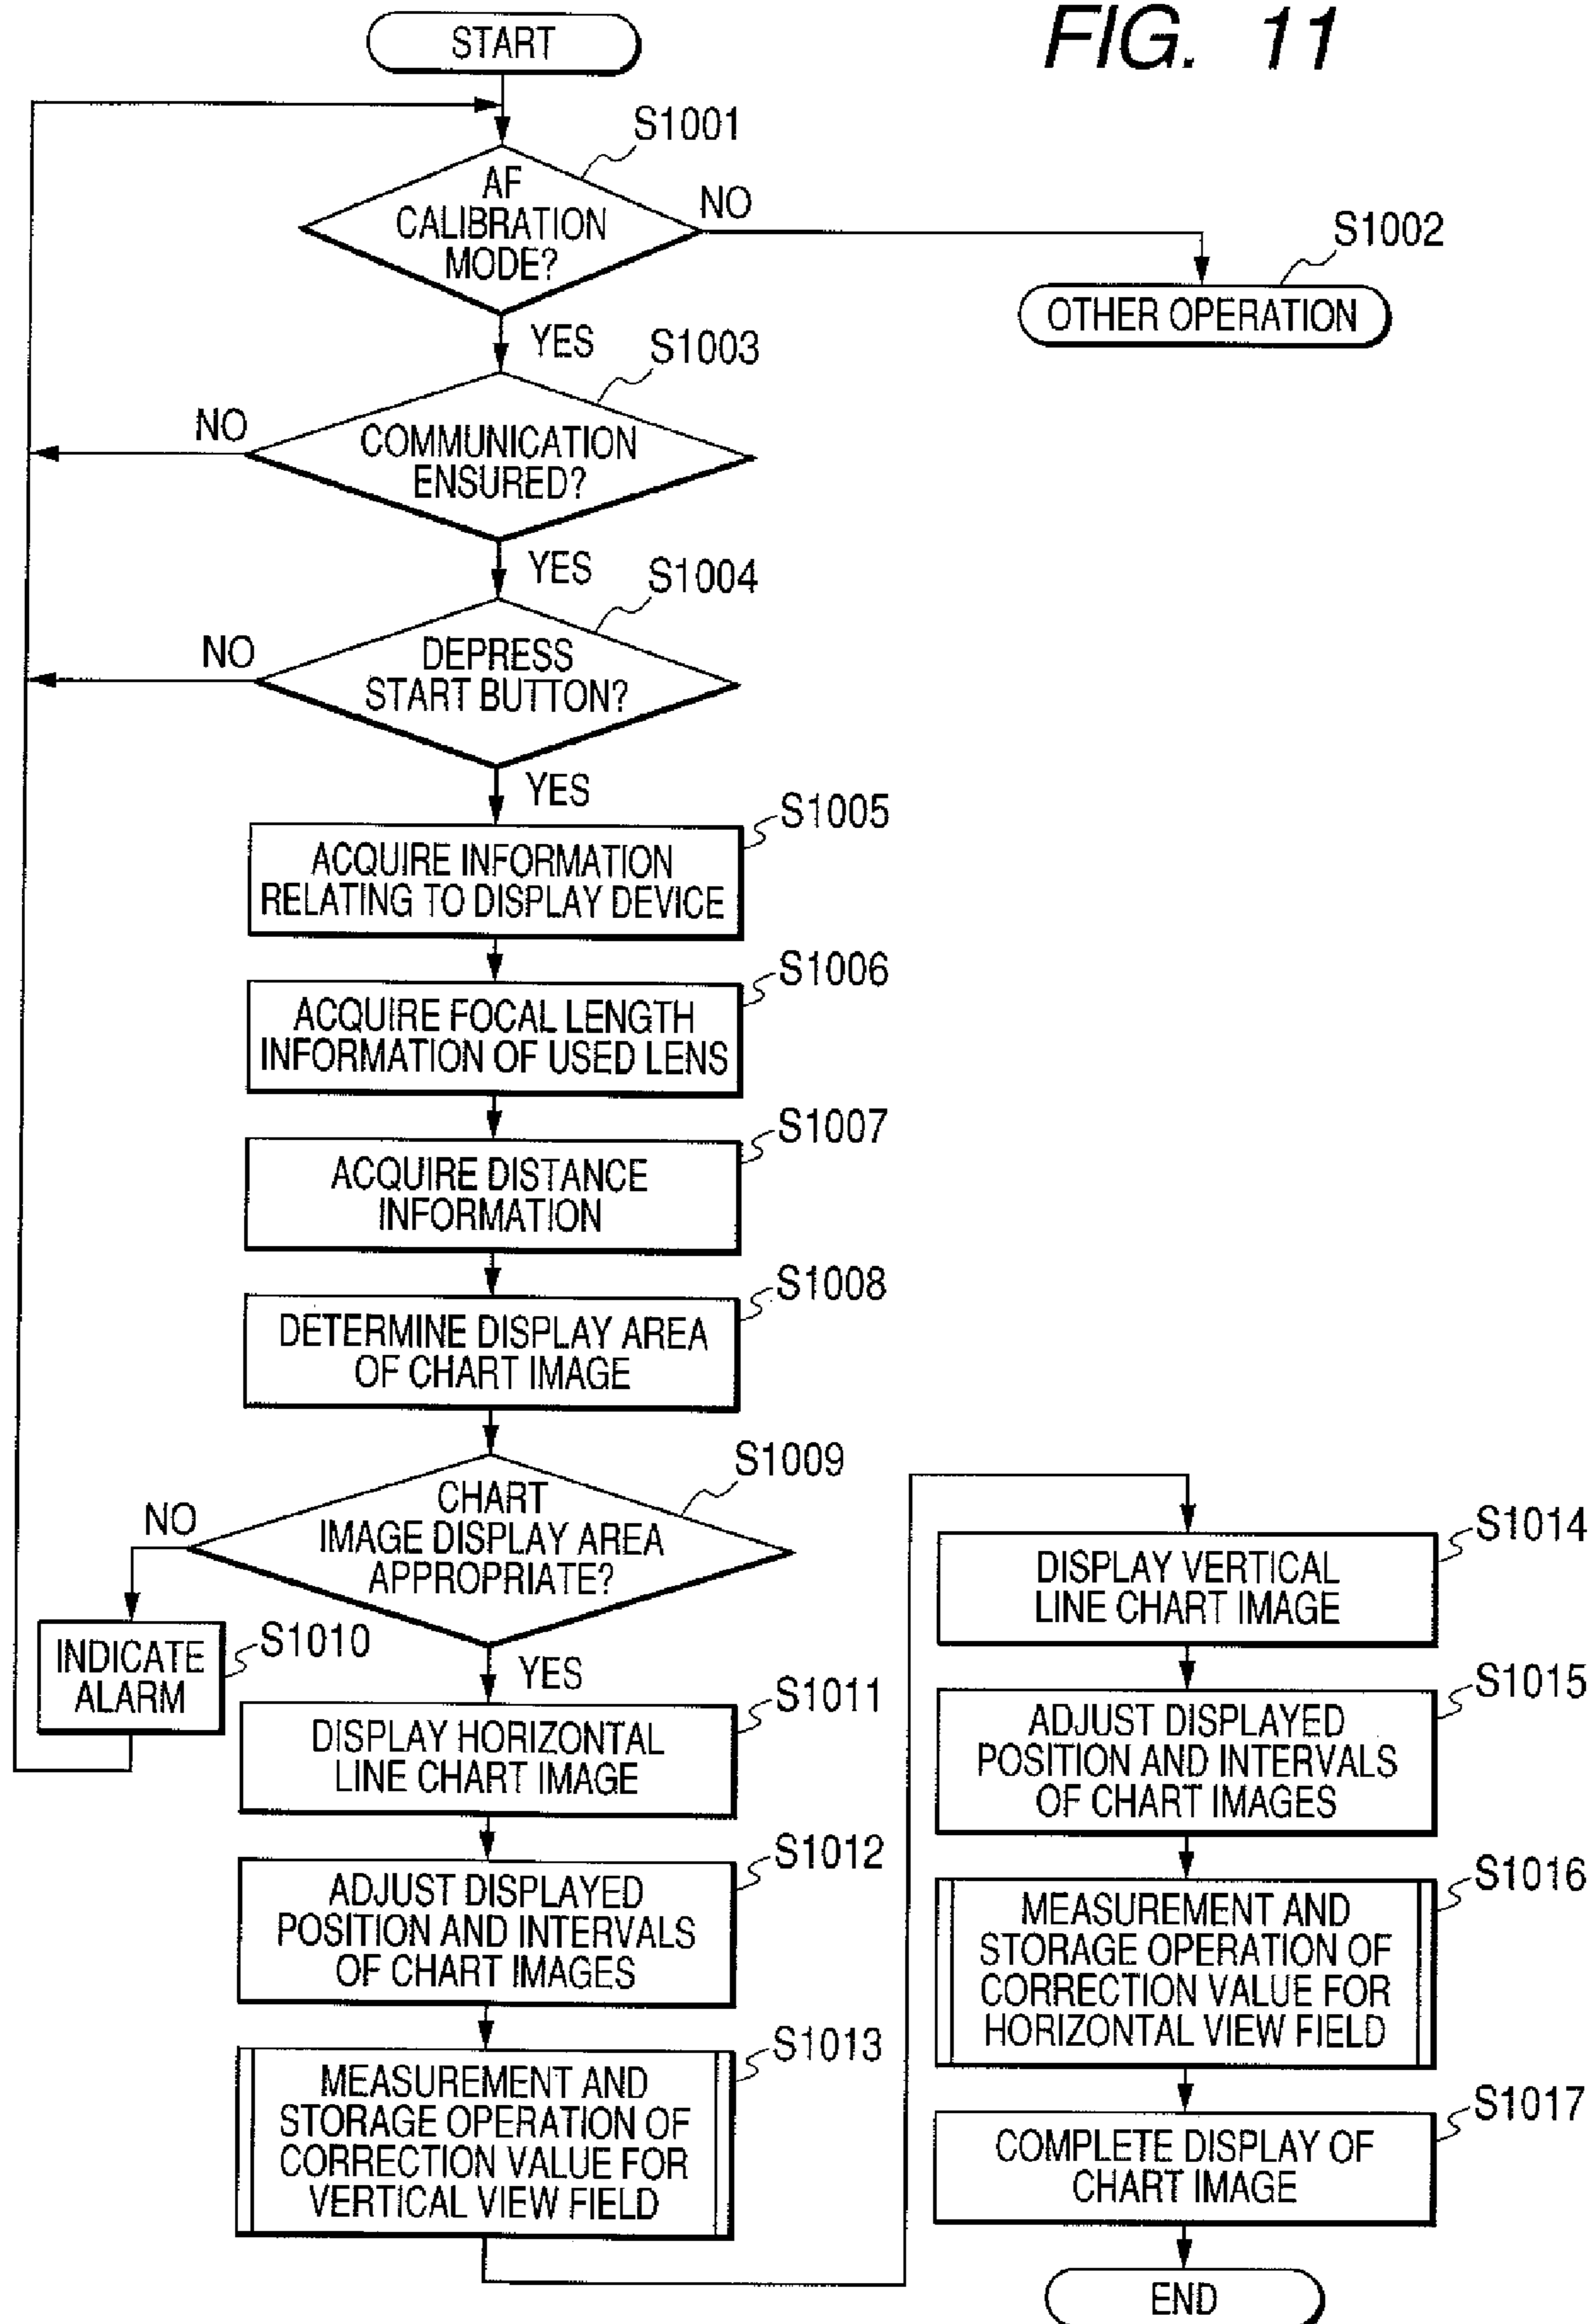 FIG. 11
START
S1001
AF
CALIBRATION
MODE?
NO
S1002
OTHER OPERATION
YES
S1003
COMMUNICATION
ENSURED?
NO
YES
S1004
DEPRESS
START BUTTON?
NO
YES
S1005
ACQUIRE INFORMATION
RELATING TO DISPLAY DEVICE
S1006
ACQUIRE FOCAL LENGTH
INFORMATION OF USED LENS
S1007
ACQUIRE DISTANCE
INFORMATION
S1008
DETERMINE DISPLAY AREA
OF CHART IMAGE
S1009
CHART
IMAGE DISPLAY AREA
APPROPRIATE?
NO
S1010
INDICATE
ALARM
YES
S1011
DISPLAY HORIZONTAL
LINE CHART IMAGE
S1012
ADJUST DISPLAYED
POSITION AND INTERVALS
OF CHART IMAGES
S1013
MEASUREMENT AND
STORAGE OPERATION OF
CORRECTION VALUE FOR
VERTICAL VIEW FIELD
S1014
DISPLAY VERTICAL
LINE CHART IMAGE
S1015
ADJUST DISPLAYED
POSITION AND INTERVALS
OF CHART IMAGES
S1016
MEASUREMENT AND
STORAGE OPERATION OF
CORRECTION VALUE FOR
HORIZONTAL VIEW FIELD
S1017
COMPLETE DISPLAY OF
CHART IMAGE
END